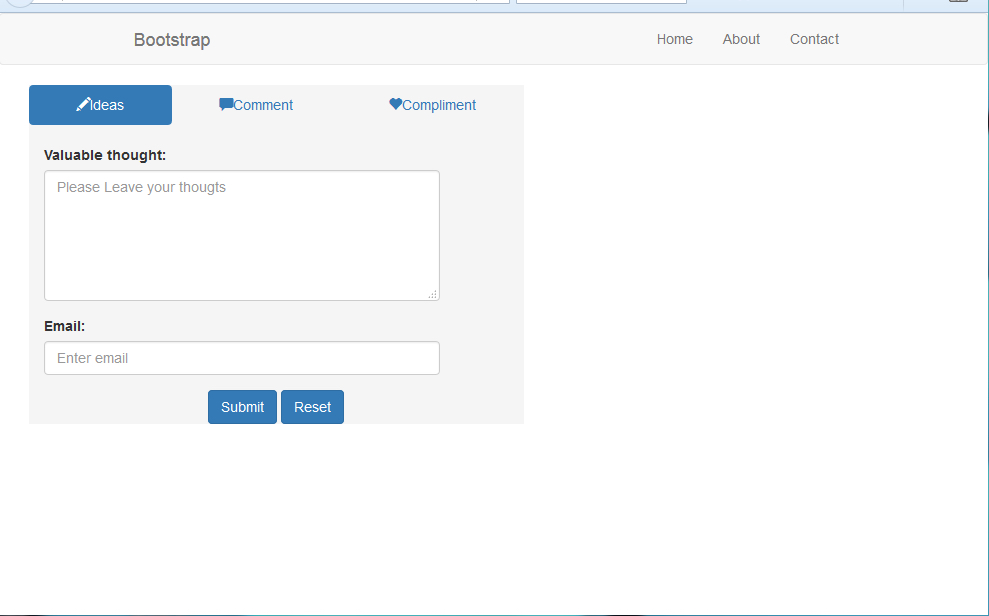 Bootstrap Home About Contact
Ideas Comment Compliment
Valuable thought:
Please Leave your thougts
Email:
Enter email
Submit Reset